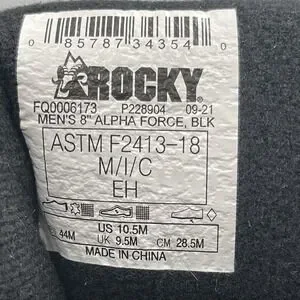 0 85787 34354 0
ROCKY
FQ0006173 P228904 09-21
MEN'S 8" ALPHA FORCE, BLK
ASTM F2413-18
M/I/C
EH
US 10.5M
44M UK 9.5M CM 28.5M
MADE IN CHINA